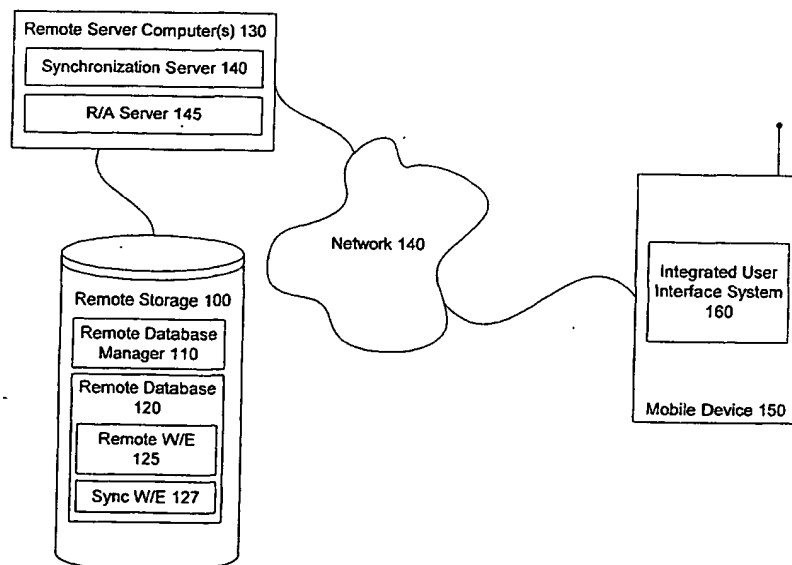 Remote Server Computer(s) 130
Synchronization Server 140
R/A Server 145
Network 140
Integrated User
Interface System
160
Mobile Device 150
Remote Storage 100
Remote Database
Manager 110
Remote Database
120
Remote W/E
125
Sync W/E 127